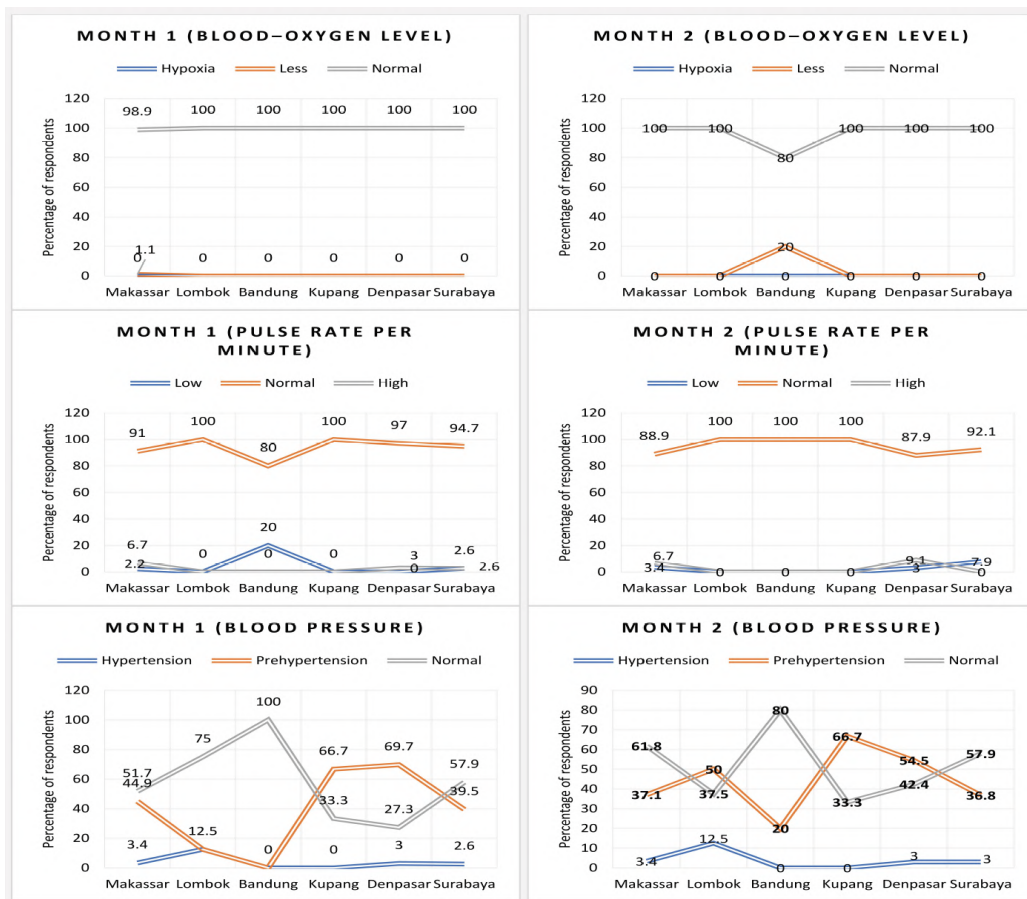 MONTH 1 (BLOOD–OXYGEN LEVEL)
Hypoxia Less Normal
Percentage of respondents
120
100
80
60
40
20
0
98.9 100 100 100 100 100
1.1
0 0 0 0 0 0
Makassar Lombok Bandung Kupang Denpasar Surabaya
MONTH 2 (BLOOD–OXYGEN LEVEL)
Hypoxia Less Normal
Percentage of respondents
120
100
80
60
40
20
0
100 100 80 100 100 100
20
0 0 0 0 0 0
Makassar Lombok Bandung Kupang Denpasar Surabaya
MONTH 1 (PULSE RATE PER
MINUTE)
Low Normal High
Percentage of respondents
120
100
80
60
40
20
0
91 100 80 100 97 94.7
6.7 0 20 0 3 2.6
2.2 0 0 2.6
Makassar Lombok Bandung Kupang Denpasar Surabaya
MONTH 2 (PULSE RATE PER
MINUTE)
Low Normal High
Percentage of respondents
120
100
80
60
40
20
0
88.9 100 100 100 87.9 92.1
6.7 9.1 7.9
3.4 0 0 0 3 0
Makassar Lombok Bandung Kupang Denpasar Surabaya
MONTH 1 (BLOOD PRESSURE)
Hypertension Prehypertension Normal
Percentage of respondents
120
100
80
60
40
20
0
51.7 75 100 66.7 69.7 57.9
44.9 33.3 27.3 39.5
3.4 12.5 0 0 3 2.6
Makassar Lombok Bandung Kupang Denpasar Surabaya
MONTH 2 (BLOOD PRESSURE)
Hypertension Prehypertension Normal
Percentage of respondents
90
80
70
60
50
40
30
20
10
0
61.8 50 80 66.7 54.5 57.9
37.1 37.5 20 33.3 42.4 36.8
3.4 12.5 0 0 3 3
Makassar Lombok Bandung Kupang Denpasar Surabaya